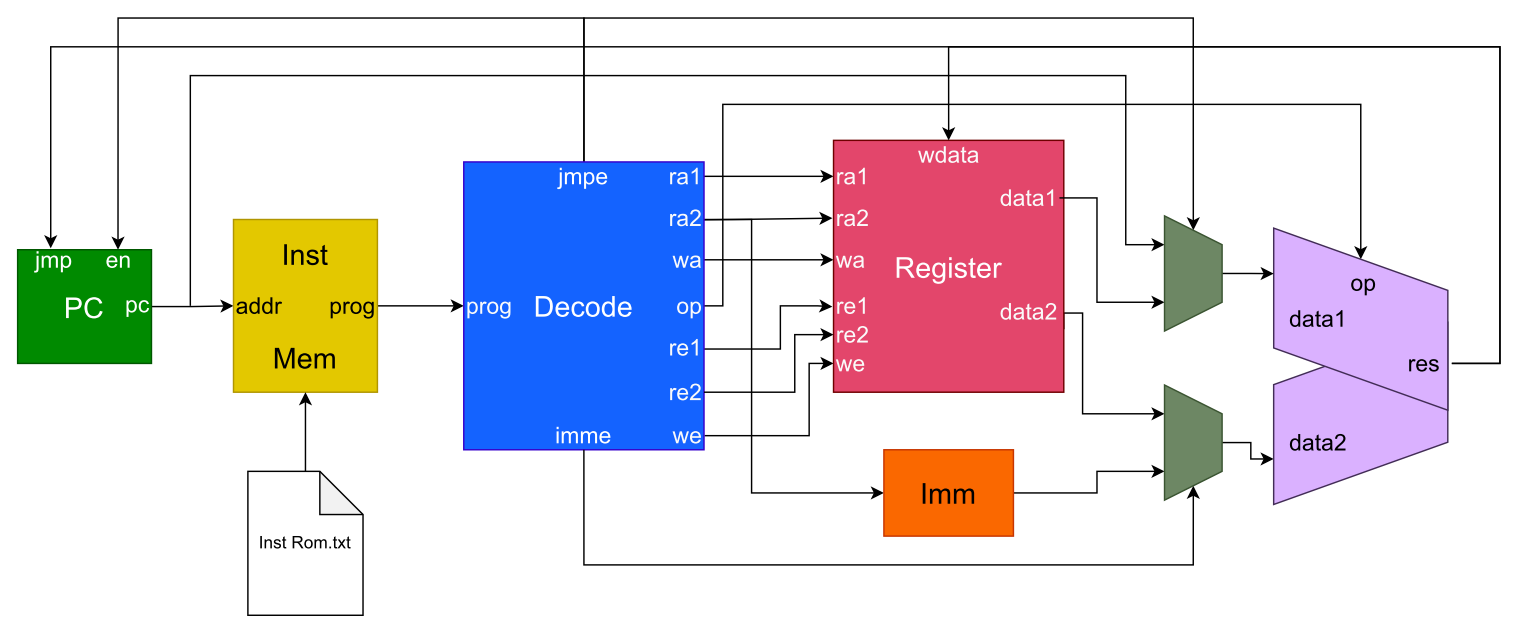 jmp
en
PC
pc
Inst
addr
prog
Mem
Inst Rom.txt
jmpe
prog
Decode
imme
ra1
ra2
wa
op
re1
re2
we
wdata
ra1
ra2
wa
re1
re2
we
Register
data1
data2
Imm
op
data1
res
data2